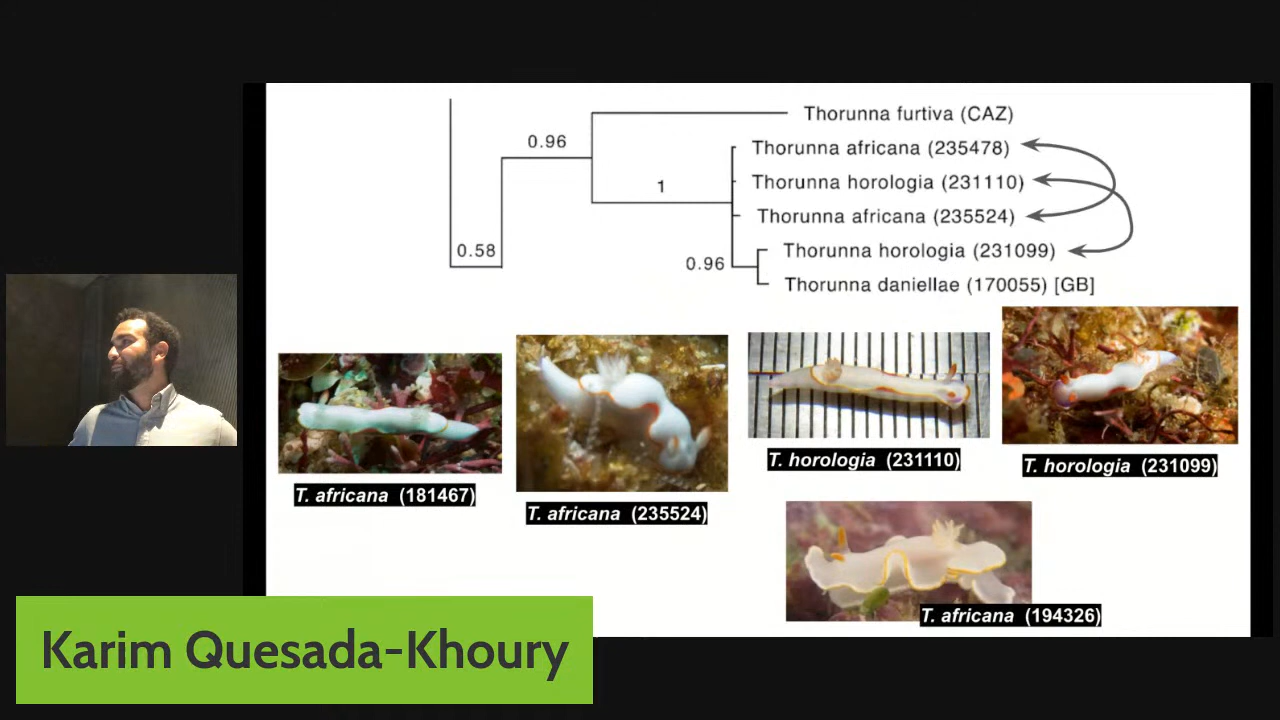 Thorunna furtiva (CAZ)
0.96
Thorunna africana (235478)
1
Thorunna horologia (231110)
Thorunna africana (235524)
0.58
Thorunna horologia (231099)
0.96
Thorunna daniellae (170055) [GB]
T. africana (181467)
T. africana (235524)
T. horologia (231110)
T. horologia (231099)
T. africana (194326)
Karim Quesada-Khoury